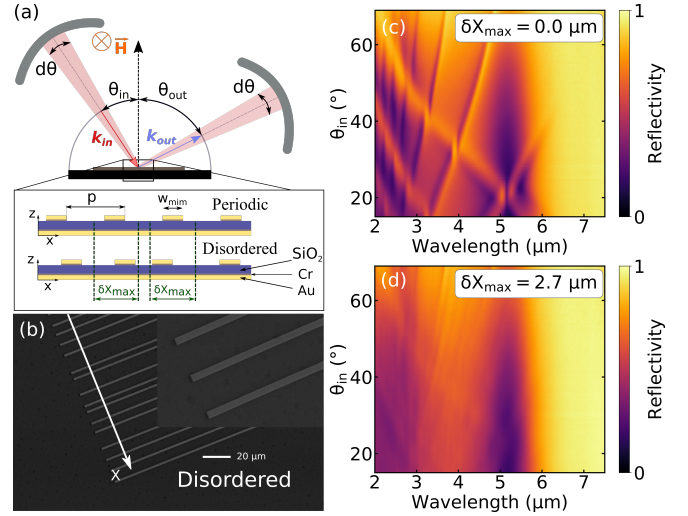 (a)
H
dθ
θin
θout
dθ
kin
kout
p
wmim
Periodic
z
x
Disordered
z
x
SiO2
Cr
Au
δXmax
δXmax
(b)
X
20 μm
Disordered
(c)
δXmax = 0.0 μm
θin (°)
60
40
20
2 3 4 5 6 7
Wavelength (μm)
1
0
Reflectivity
(d)
δXmax = 2.7 μm
θin (°)
60
40
20
2 3 4 5 6 7
Wavelength (μm)
1
0
Reflectivity